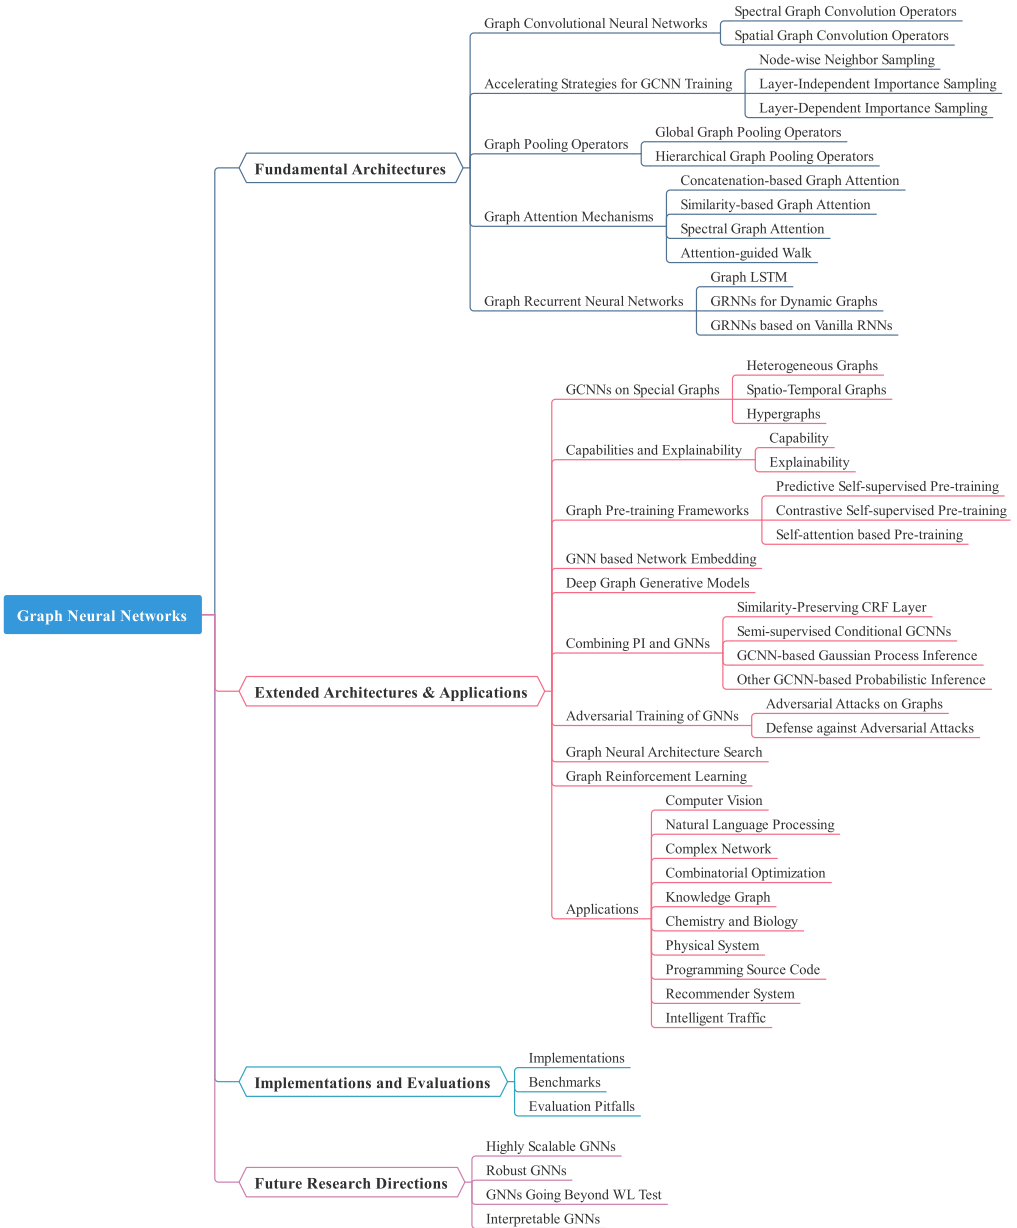 Graph Neural Networks
Fundamental Architectures
Graph Convolutional Neural Networks
Spectral Graph Convolution Operators
Spatial Graph Convolution Operators
Accelerating Strategies for GCNN Training
Node-wise Neighbor Sampling
Layer-Independent Importance Sampling
Layer-Dependent Importance Sampling
Graph Pooling Operators
Global Graph Pooling Operators
Hierarchical Graph Pooling Operators
Graph Attention Mechanisms
Concatenation-based Graph Attention
Similarity-based Graph Attention
Spectral Graph Attention
Attention-guided Walk
Graph Recurrent Neural Networks
Graph LSTM
GRNNs for Dynamic Graphs
GRNNs based on Vanilla RNNs
Extended Architectures & Applications
GCNNs on Special Graphs
Heterogeneous Graphs
Spatio-Temporal Graphs
Hypergraphs
Capabilities and Explainability
Capability
Explainability
Graph Pre-training Frameworks
Predictive Self-supervised Pre-training
Contrastive Self-supervised Pre-training
Self-attention based Pre-training
GNN based Network Embedding
Deep Graph Generative Models
Combining PI and GNNs
Similarity-Preserving CRF Layer
Semi-supervised Conditional GCNNs
GCNN-based Gaussian Process Inference
Other GCNN-based Probabilistic Inference
Adversarial Training of GNNs
Adversarial Attacks on Graphs
Defense against Adversarial Attacks
Graph Neural Architecture Search
Graph Reinforcement Learning
Applications
Computer Vision
Natural Language Processing
Complex Network
Combinatorial Optimization
Knowledge Graph
Chemistry and Biology
Physical System
Programming Source Code
Recommender System
Intelligent Traffic
Implementations and Evaluations
Implementations
Benchmarks
Evaluation Pitfalls
Future Research Directions
Highly Scalable GNNs
Robust GNNs
GNNs Going Beyond WL Test
Interpretable GNNs